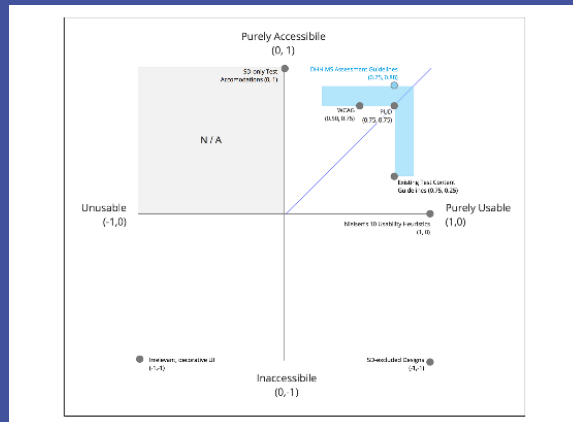 Purely Accessibile
(0, 1)
SD-only Test
Accomodations (0, 1)
DHH MS Assessment Guidelines
(0.75, 0.88)
WCAG
(0.50, 0.75)
PUD
(0.75, 0.75)
N / A
Existing Test Content
Guidelines (0.75, 0.25)
Unusable
(-1,0)
Purely Usable
(1,0)
Nielsen's 10 Usability Heuristics
(1, 0)
Irrelevant, decorative UI
(-1,-1)
SD-excluded Designs
(-1,-1)
Inaccessibile
(0,-1)